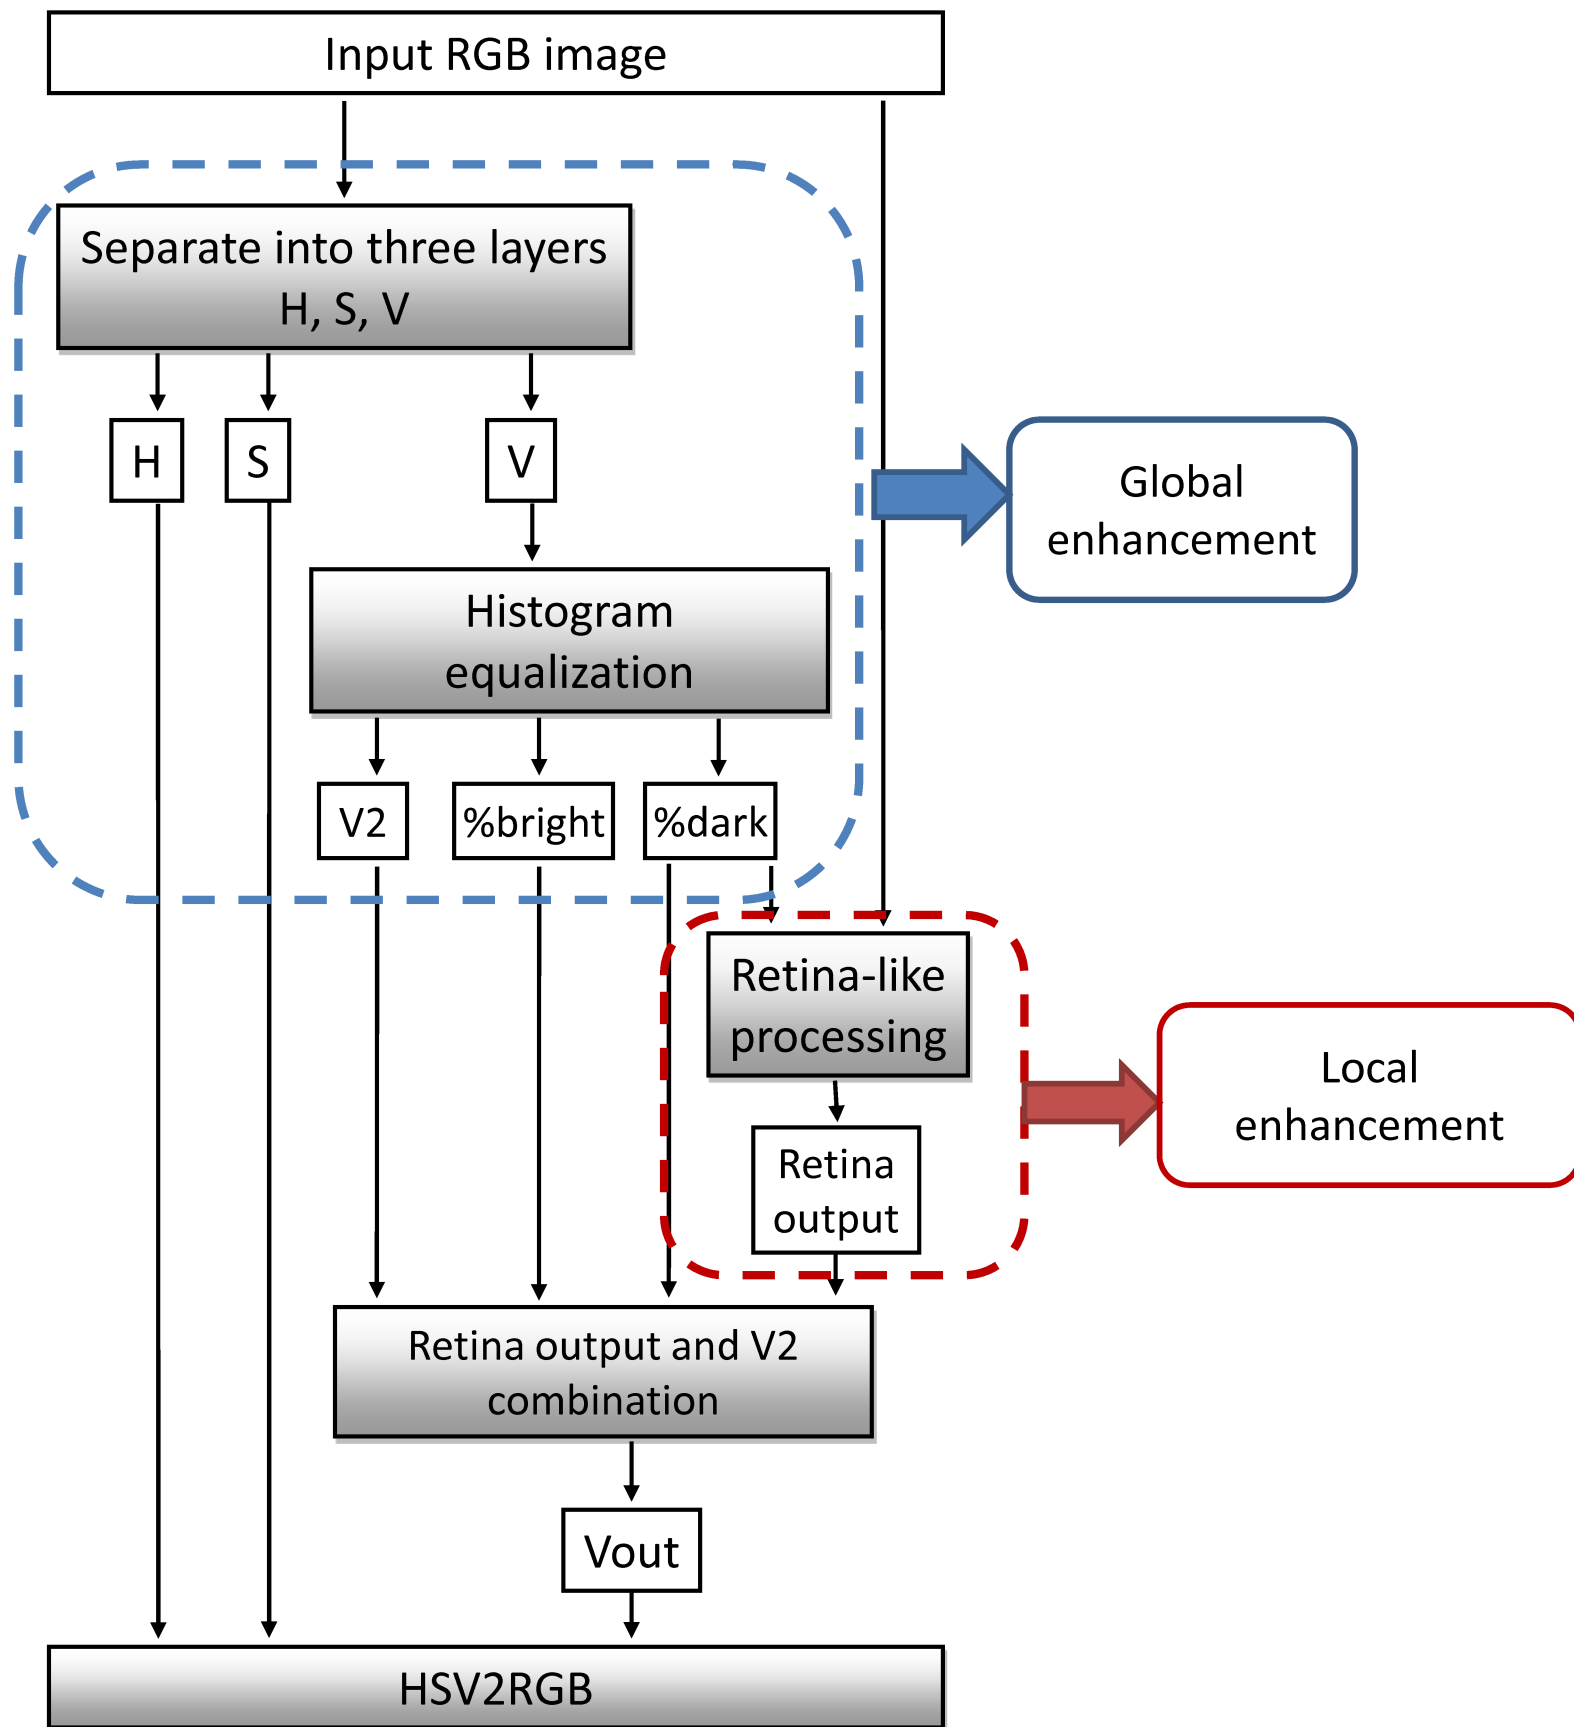 Input RGB image
Separate into three layers
H, S, V
H
S
V
Global
enhancement
Histogram
equalization
V2
%bright
%dark
Retina-like
processing
Local
enhancement
Retina
output
Retina output and V2
combination
Vout
HSV2RGB